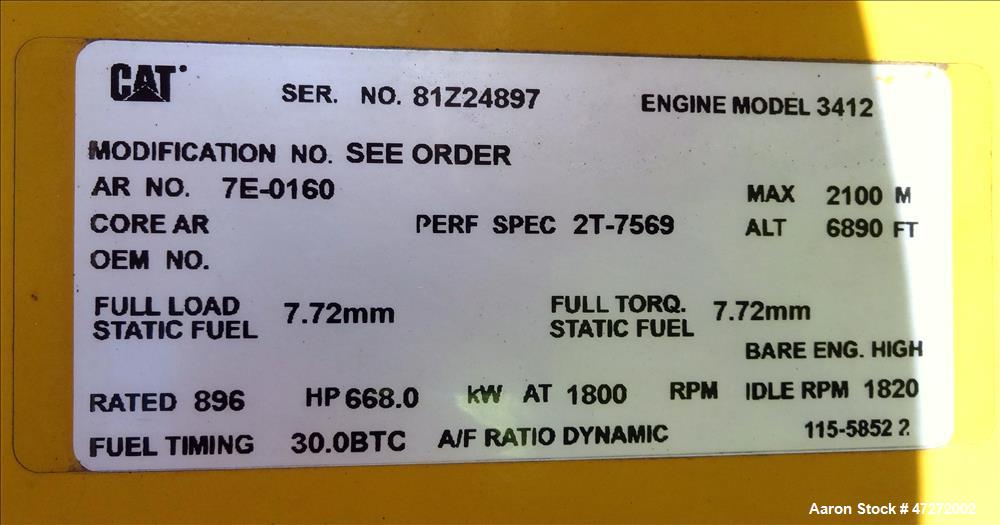 CAT SER. NO. 81Z24897 ENGINE MODEL 3412
MODIFICATION NO. SEE ORDER
AR NO. 7E-0160 MAX 2100 M
CORE AR PERF SPEC 2T-7569 ALT 6890 FT
OEM NO.
FULL LOAD 7.72mm FULL TORQ. 7.72mm
STATIC FUEL STATIC FUEL
BARE ENG. HIGH
RATED 896 HP 668.0 kW AT 1800 RPM IDLE RPM 1820
FUEL TIMING 30.0BTC A/F RATIO DYNAMIC 115-5852 2
Aaron Stock # 47272002